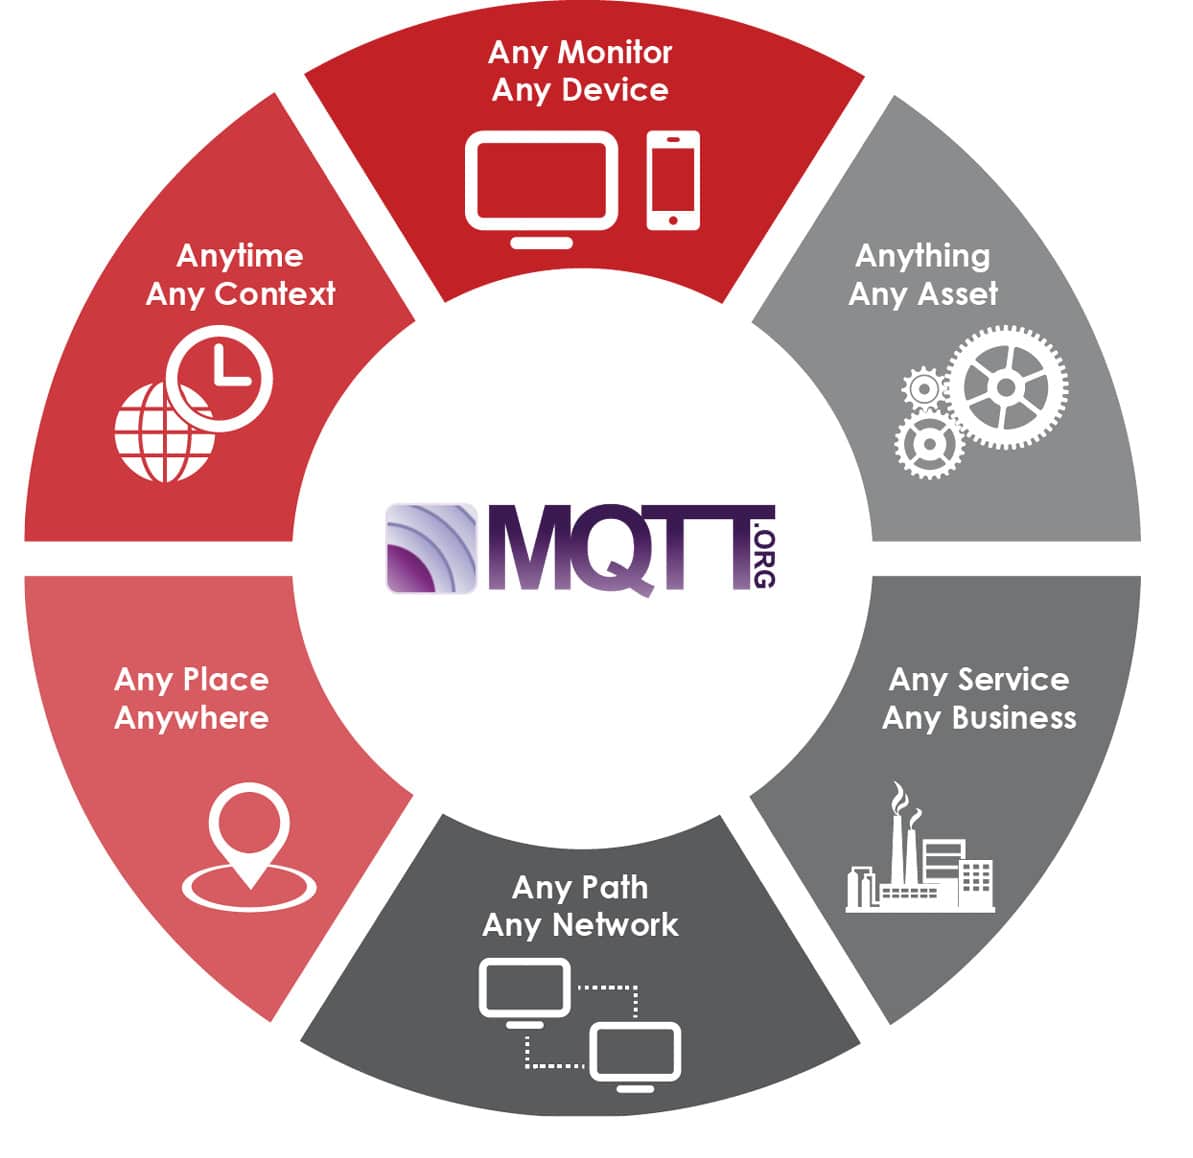 Any Monitor
Any Device
Anything
Any Asset
Any Service
Any Business
Any Path
Any Network
Any Place
Anywhere
Anytime
Any Context
MQTT.ORG